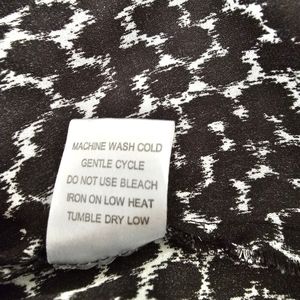 MACHINE WASH COLD
GENTLE CYCLE
DO NOT USE BLEACH
IRON ON LOW HEAT
TUMBLE DRY LOW